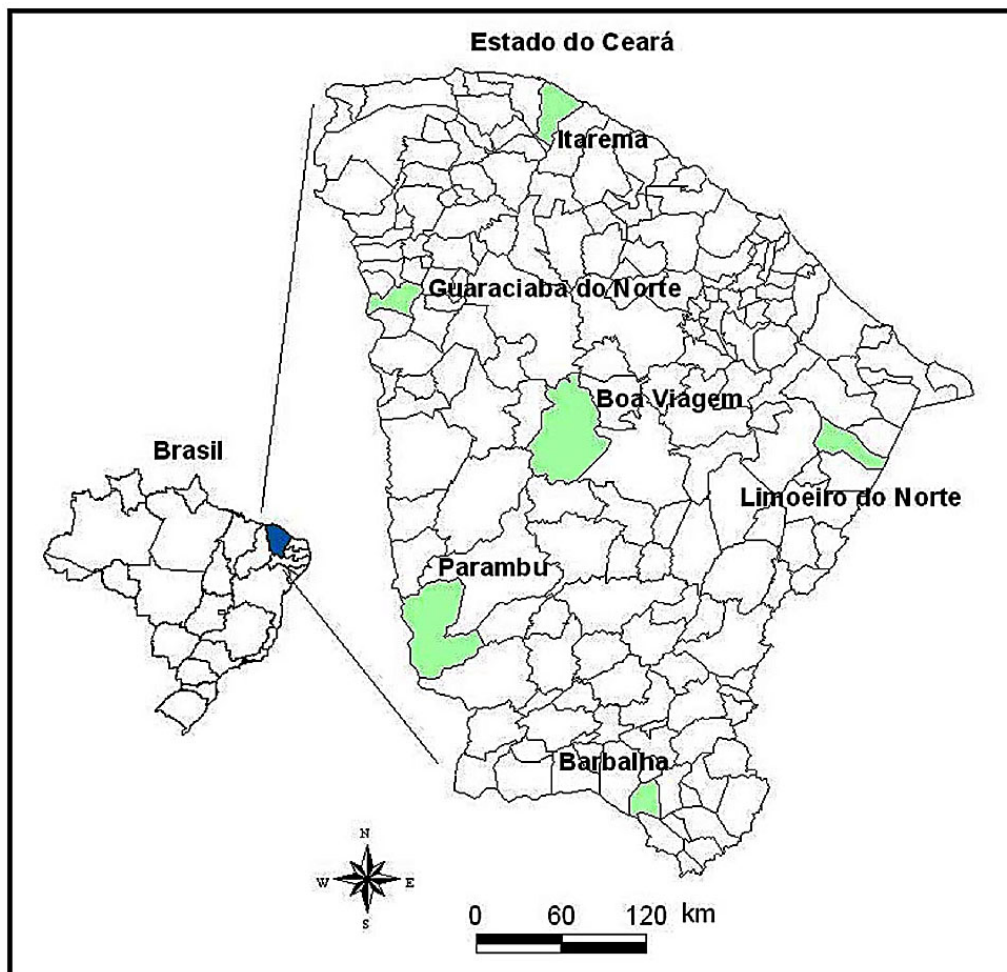 Estado do Ceará
Itarema
Guaraciaba do Norte
Boa Viagem
Brasil
Limoeiro do Norte
Parambu
Barbalha
N
W E
S
0 60 120 km